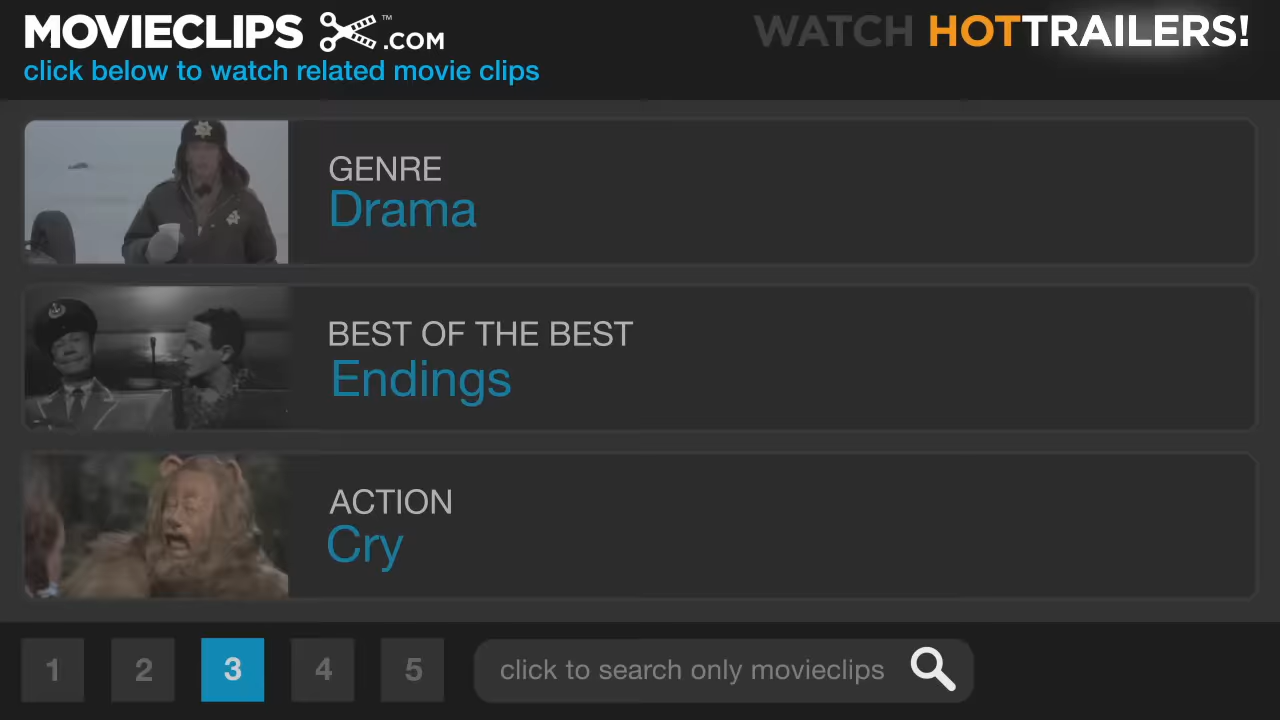 MOVIECLIPS ™ .COM
WATCH HOTTRAILERS!
click below to watch related movie clips
GENRE
Drama
BEST OF THE BEST
Endings
ACTION
Cry
1 2 3 4 5 click to search only movieclips